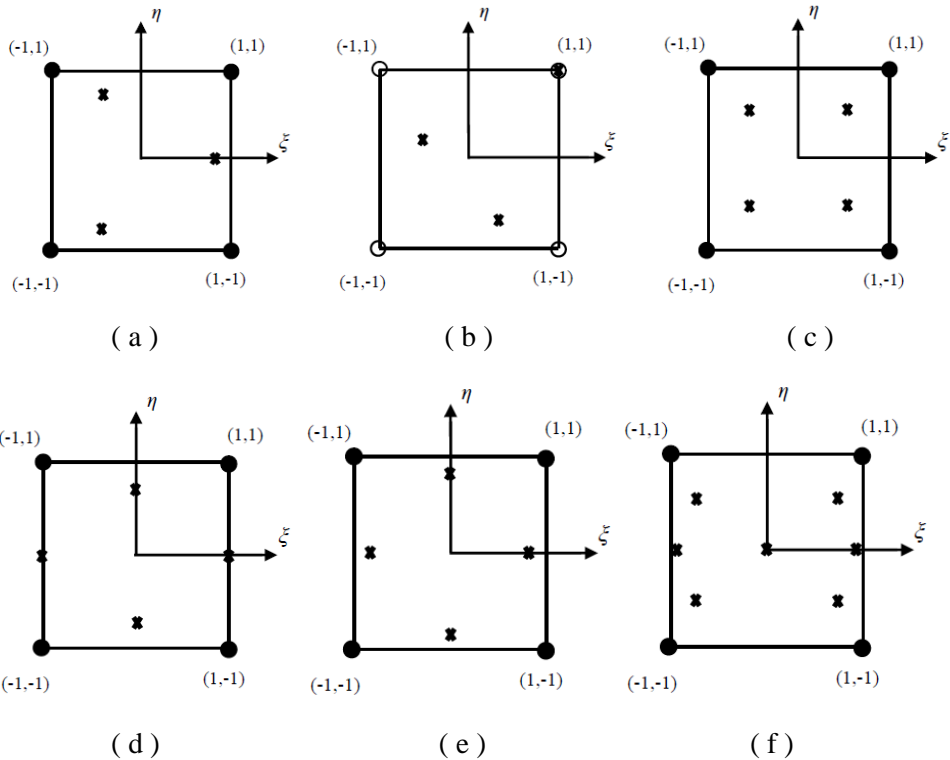 η
(-1,1)
(1,1)
ξ
(-1,-1)
(1,-1)
( a )
η
(-1,1)
(1,1)
ξ
(-1,-1)
(1,-1)
( b )
η
(-1,1)
(1,1)
ξ
(-1,-1)
(1,-1)
( c )
η
(-1,1)
(1,1)
ξ
(-1,-1)
(1,-1)
( d )
η
(-1,1)
(1,1)
ξ
(-1,-1)
(1,-1)
( e )
η
(-1,1)
(1,1)
ξ
(-1,-1)
(1,-1)
( f )